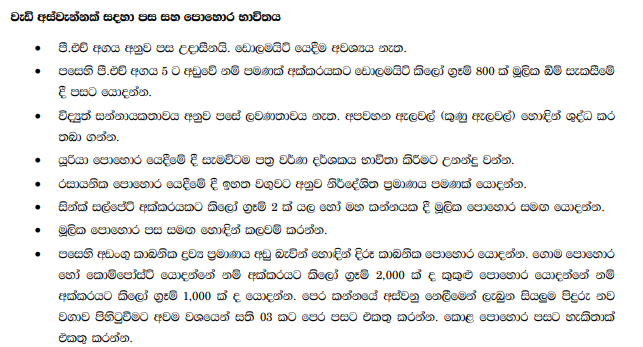 වැඩි අස්වැන්නක් සඳහා පස සහ පොහොර භාවිතය
• පී.එච් අගය අනුව පස උදාසීනයි. ඩොලමයිට් යෙදීම අවශ්‍යය නැත.
• පසෙහි පී.එච් අගය 5 ට අඩුවේ නම් පමණක් අක්කරයකට ඩොලමයිට් කිලෝ ග්‍රෑම් 800 ක් මූලික බිම් සැකසීමේ
දී පසට යොදන්න.
• විද්‍යුත් සන්නායකතාවය අනුව පසේ ලවණතාවය නැත. අපවහන ඇලවල් (කුණු ඇලවල්) හොඳින් ශුද්ධ කර
තබා ගන්න.
• යූරියා පොහොර යෙදීමේ දී සැමවිටම පත්‍ර වර්ණ දර්ශකය භාවිතා කිරීමට උනන්දු වන්න.
• රසායනික පොහොර යෙදීමේ දී ඉහත වගුවට අනුව නිර්දේශිත ප්‍රමාණය පමණක් යොදන්න.
• සින්ක් සල්පේට් අක්කරයකට කිලෝ ග්‍රෑම් 2 ක් යල හෝ මහ කන්නයක දී මූලික පොහොර සමඟ යොදන්න.
• මූලික පොහොර පස සමඟ හොඳින් කලවම් කරන්න.
• පසෙහි අඩංගු කාබනික ද්‍රව්‍ය ප්‍රමාණය අඩු බැවින් හොඳින් දිරූ කාබනික පොහොර යොදන්න. ගොම පොහොර
හෝ කොම්පෝස්ට් යොදන්නේ නම් අක්කරයට කිලෝ ග්‍රෑම් 2,000 ක් ද කුකුළු පොහොර යොදන්නේ නම්
අක්කරයට කිලෝ ග්‍රෑම් 1,000 ක් ද යොදන්න. පෙර කන්නයේ අස්වනු නෙලීමෙන් ලැබුන සියලුම පිදුරු නව
වගාව පිහිටුවීමට අවම වශයෙන් සති 03 කට පෙර පසට එකතු කරන්න. කොළ පොහොර පසට හැකිතාක්
එකතු කරන්න.